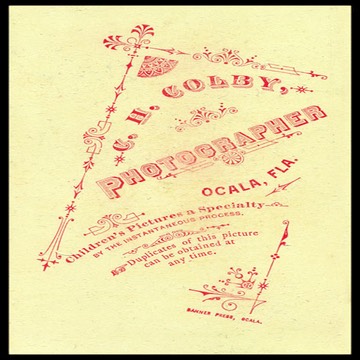 C. H. COLBY,
PHOTOGRAPHER
OCALA, FLA.
Children's Pictures a Specialty
BY THE INSTANTANEOUS PROCESS.
Duplicates of this picture
can be obtained at
any time.
BANNER PRESS, OCALA.